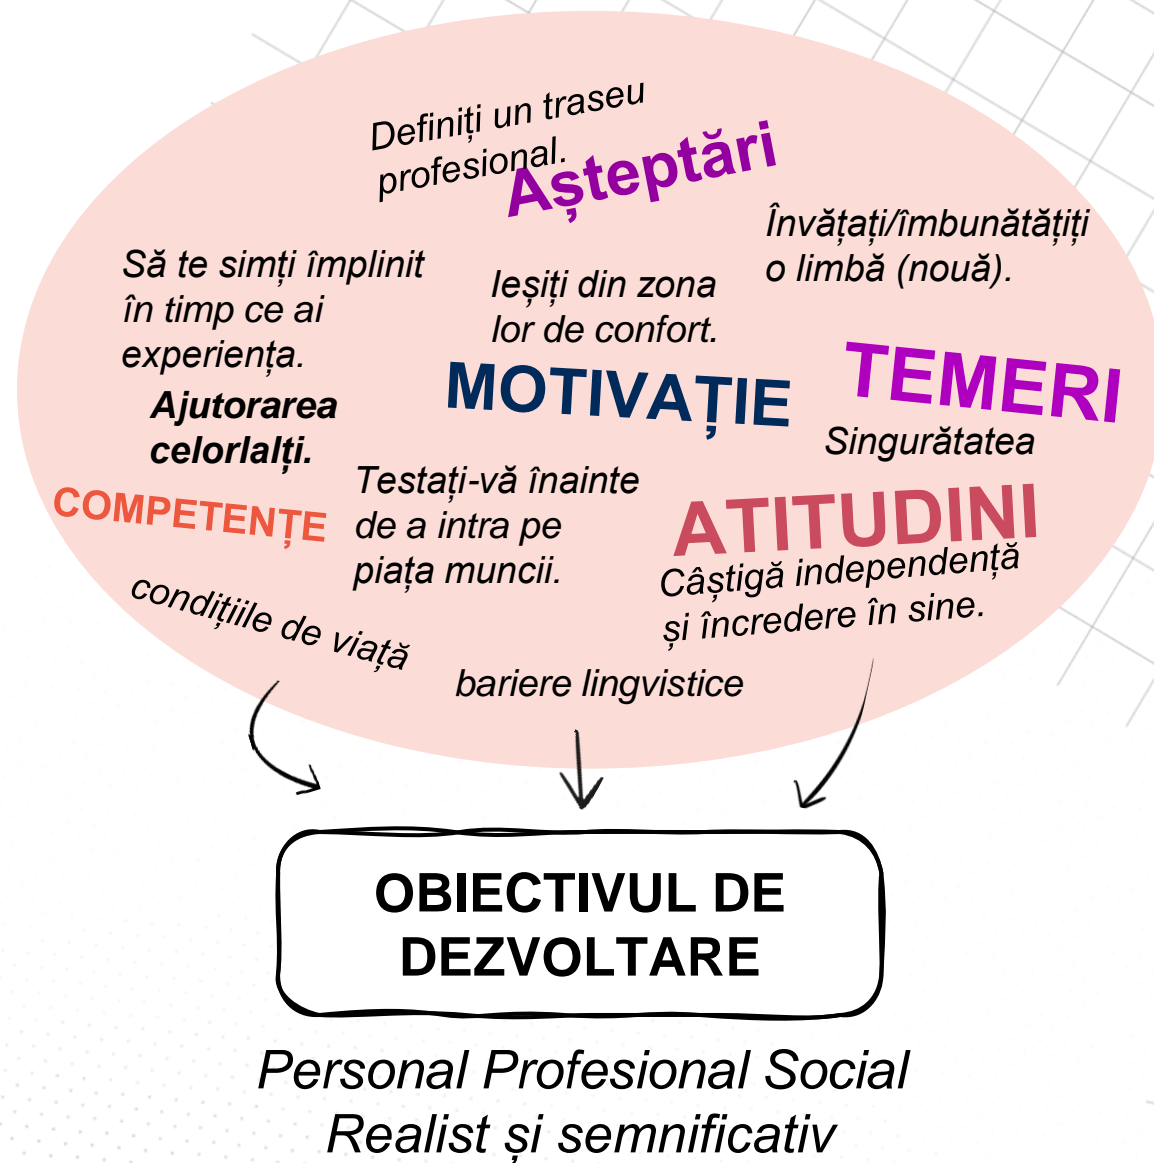 Definiți un traseu
profesional.
Așteptări
Învățați/îmbunătățiți
o limbă (nouă).
Să te simți împlinit
în timp ce ai
experiența.
Ieșiți din zona
lor de confort.
MOTIVAȚIE
TEMERI
Ajutorarea
celorlalți.
Singurătatea
COMPETENȚE
Testați-vă înainte
de a intra pe
piața muncii.
ATITUDINI
Câștigă independență
și încredere în sine.
condițiile de viață
bariere lingvistice
OBIECTIVUL DE
DEZVOLTARE
Personal Profesional Social
Realist și semnificativ